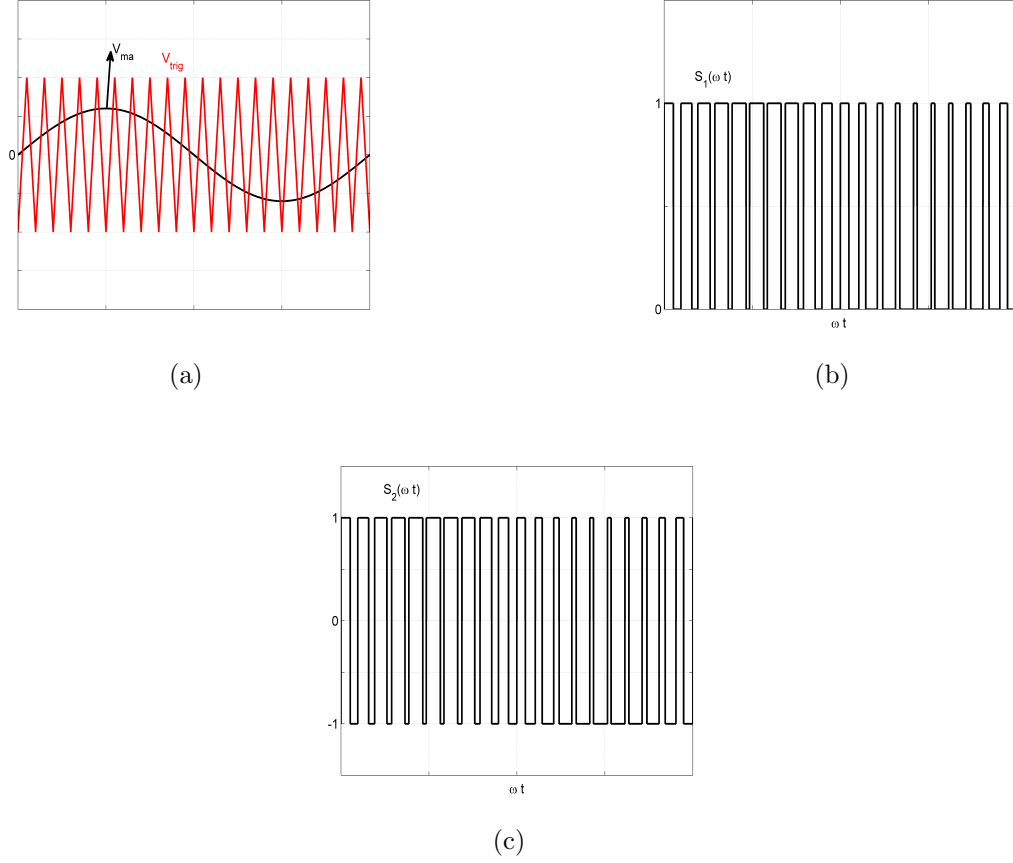 V_ma
V_trig
0
(a)
S_1(ω t)
1
0
ω t
(b)
S_2(ω t)
1
0
-1
ω t
(c)